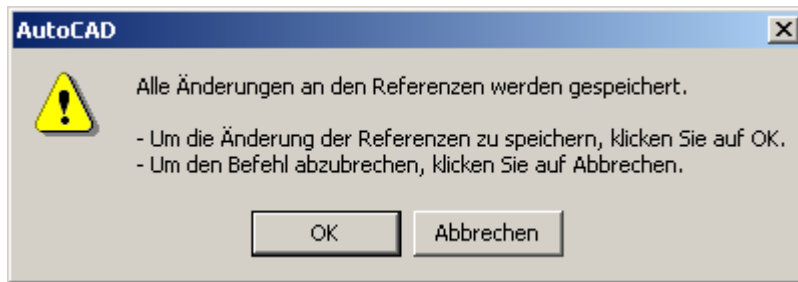 AutoCAD
Alle Änderungen an den Referenzen werden gespeichert.
- Um die Änderung der Referenzen zu speichern, klicken Sie auf OK.
- Um den Befehl abzubrechen, klicken Sie auf Abbrechen.
OK Abbrechen